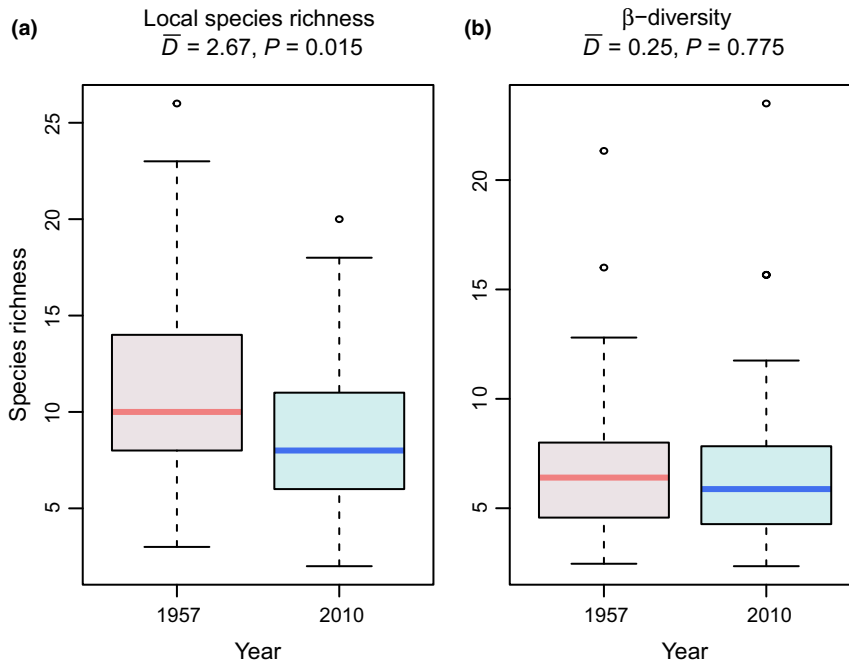 (a)
Local species richness
D̅ = 2.67, P = 0.015
Species richness
25
20
15
10
5
1957 2010
Year
(b)
β−diversity
D̅ = 0.25, P = 0.775
20
15
10
5
1957 2010
Year